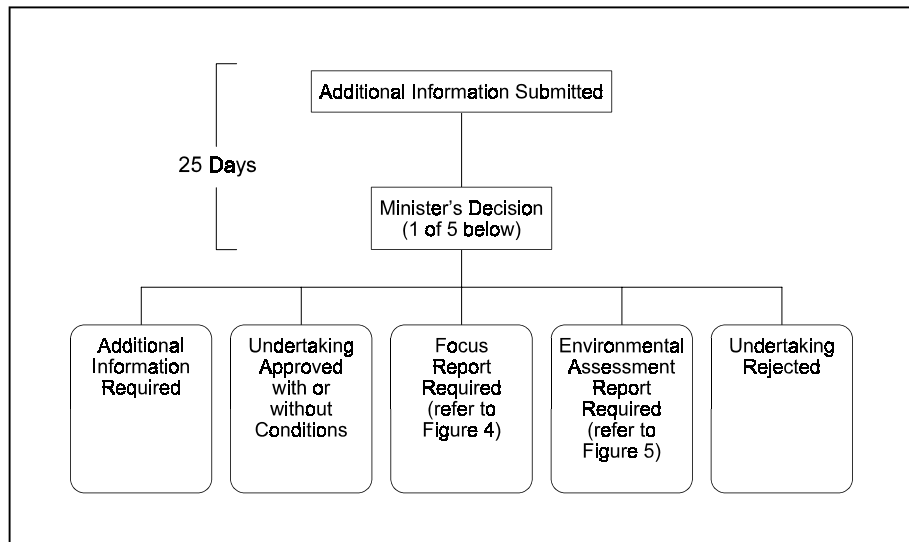 Additional Information Submitted
25 Days
Minister's Decision
(1 of 5 below)
Additional
Information
Required
Undertaking
Approved
with or
without
Conditions
Focus
Report
Required
(refer to
Figure 4)
Environmental
Assessment
Report
Required
(refer to
Figure 5)
Undertaking
Rejected